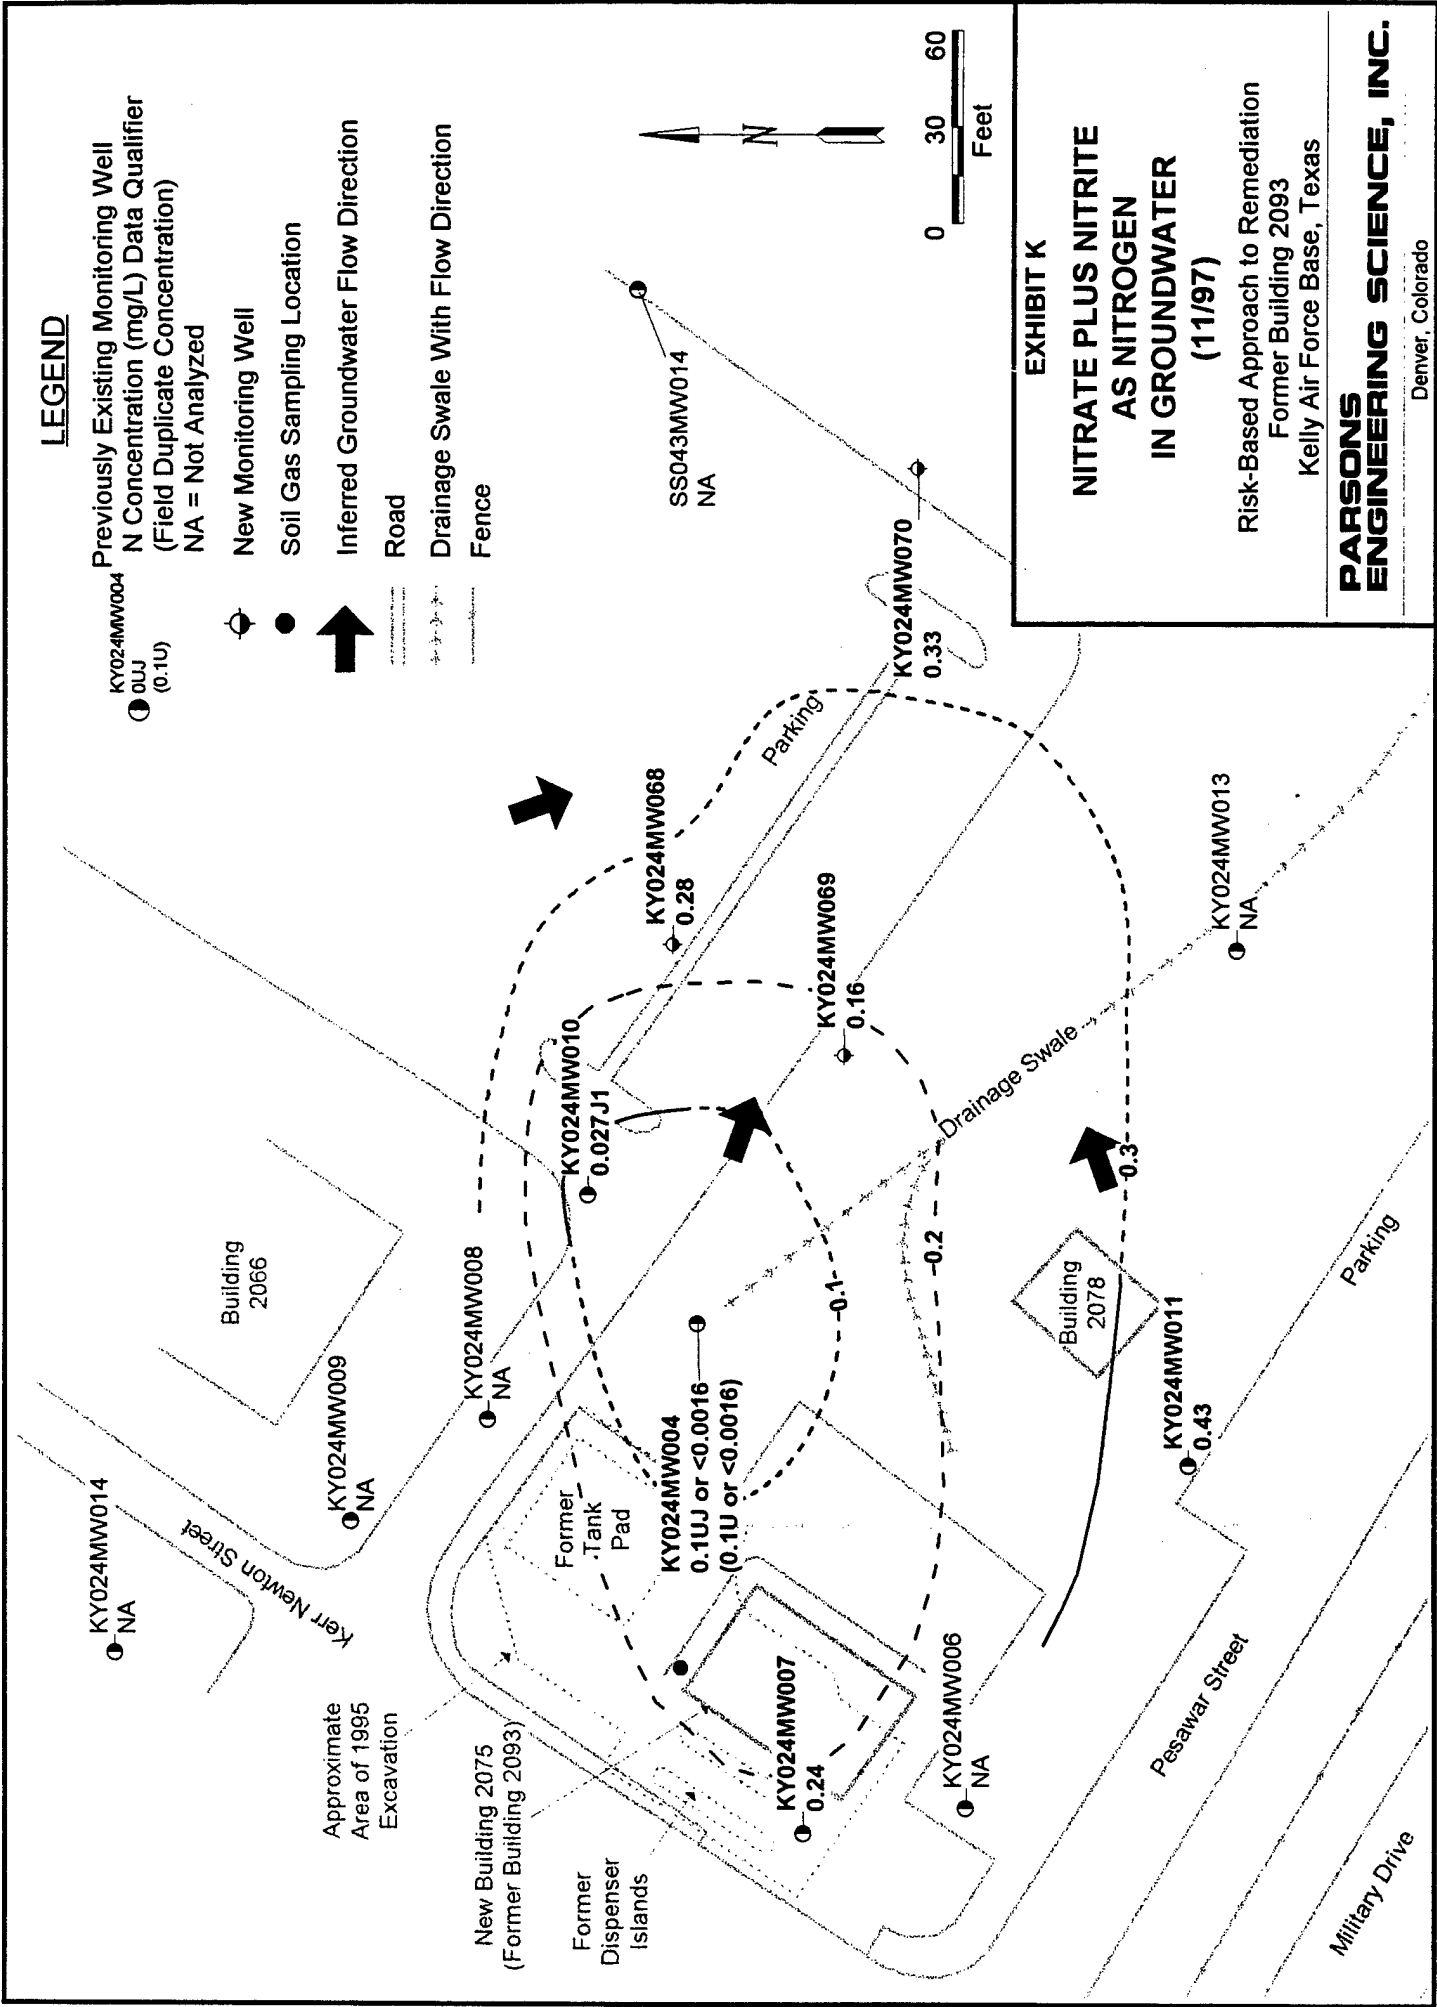 LEGEND
KY024MW004
0UJ
(0.1U)
Previously Existing Monitoring Well
N Concentration (mg/L) Data Qualifier
(Field Duplicate Concentration)
NA = Not Analyzed
New Monitoring Well
Soil Gas Sampling Location
Inferred Groundwater Flow Direction
Road
Drainage Swale With Flow Direction
Fence
N
0 30 60
Feet
KY024MW014
NA
Kerr Newton Street
KY024MW009
NA
Building
2066
KY024MW008
NA
Approximate
Area of 1995
Excavation
New Building 2075
(Former Building 2093)
Former
Dispenser
Islands
Former
Tank
Pad
KY024MW010
0.027J1
KY024MW068
0.28
Parking
SS043MW014
NA
KY024MW004
0.1UJ or <0.0016
(0.1U or <0.0016)
KY024MW007
0.24
0.1
KY024MW069
0.16
KY024MW070
0.33
0.2
Drainage Swale
KY024MW006
NA
Building
2078
0.3
KY024MW011
0.43
KY024MW013
NA
Parking
Pesawar Street
Military Drive
EXHIBIT K
NITRATE PLUS NITRITE
AS NITROGEN
IN GROUNDWATER
(11/97)
Risk-Based Approach to Remediation
Former Building 2093
Kelly Air Force Base, Texas
PARSONS
ENGINEERING SCIENCE, INC.
Denver, Colorado